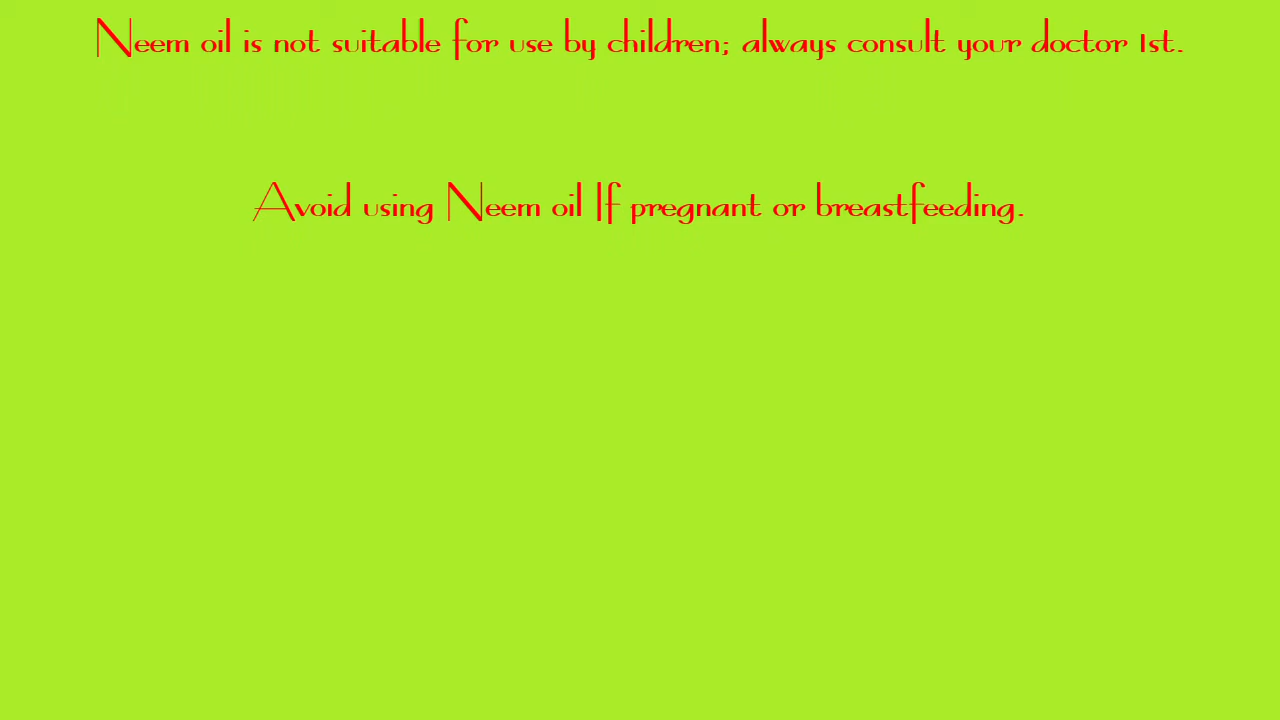 Neem oil is not suitable for use by children; always consult your doctor 1st.
Avoid using Neem oil If pregnant or breastfeeding.